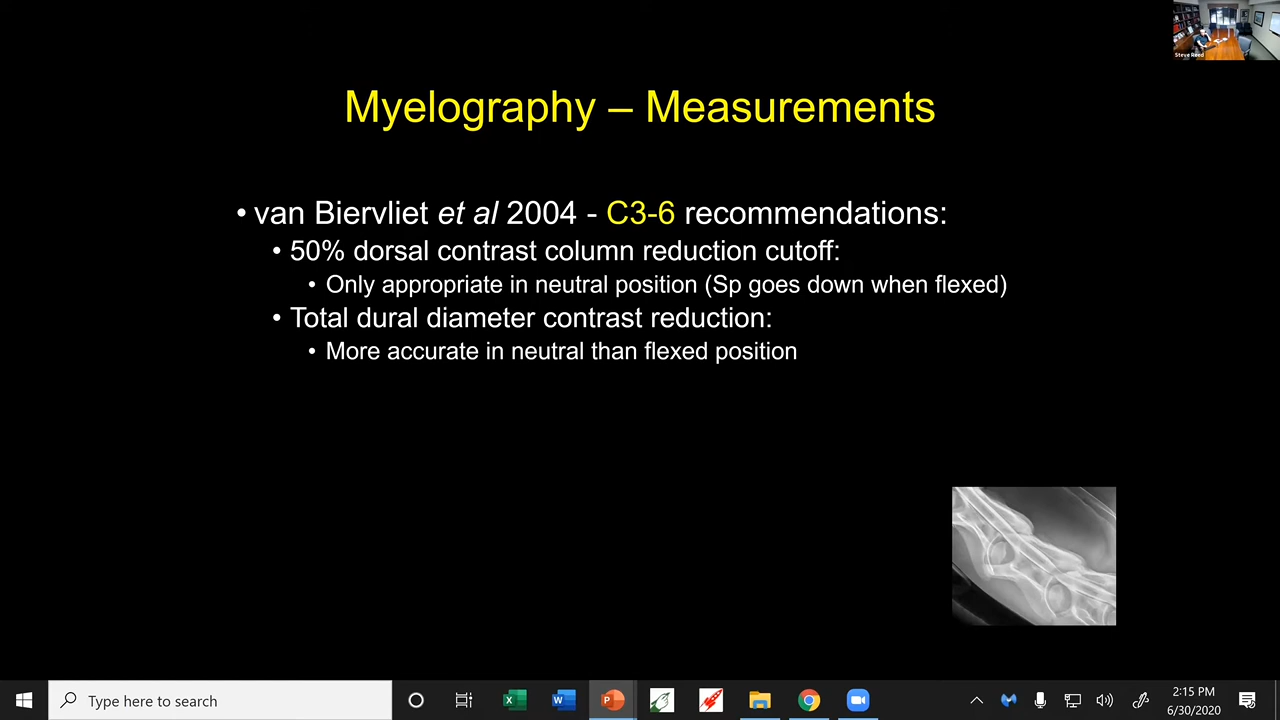 Steve Reed
Myelography – Measurements
• van Biervliet et al 2004 - C3-6 recommendations:
• 50% dorsal contrast column reduction cutoff:
• Only appropriate in neutral position (Sp goes down when flexed)
• Total dural diameter contrast reduction:
• More accurate in neutral than flexed position
Type here to search
2:15 PM
6/30/2020